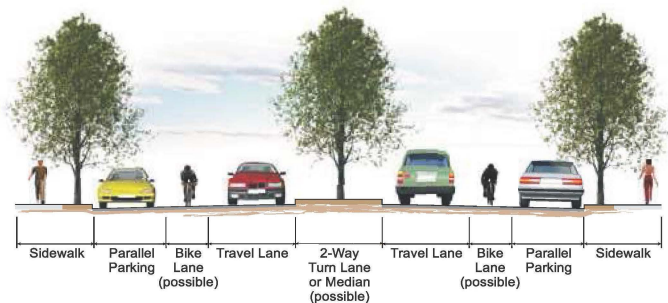 Sidewalk
Parallel
Parking
Bike
Lane
(possible)
Travel Lane
2-Way
Turn Lane
or Median
(possible)
Travel Lane
Bike
Lane
(possible)
Parallel
Parking
Sidewalk